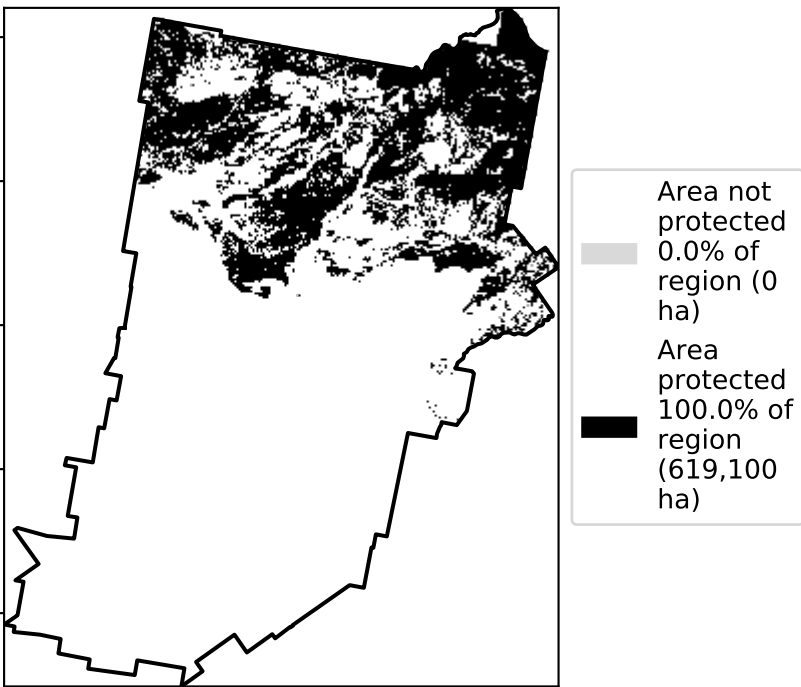 Area not
protected
0.0% of
region (0
ha)
Area
protected
100.0% of
region
(619,100
ha)